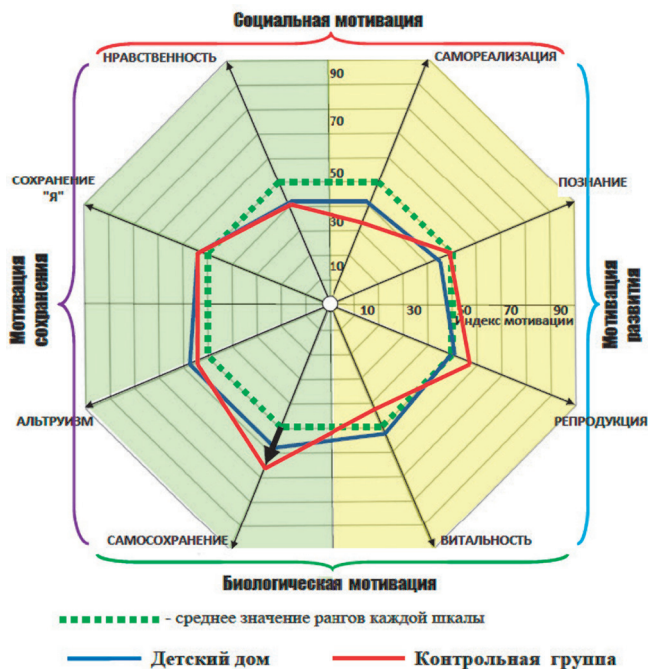 Социальная мотивация
НРАВСТВЕННОСТЬ
САМОРЕАЛИЗАЦИЯ
90
70
50
30
10
СОХРАНЕНИЕ
"Я"
ПОЗНАНИЕ
Мотивация
сохранения
10 30 50 70 90
Индекс мотивации
Мотивация
развития
АЛЬТРУИЗМ
РЕПРОДУКЦИЯ
САМОСОХРАНЕНИЕ
ВИТАЛЬНОСТЬ
Биологическая мотивация
- среднее значение рангов каждой шкалы
Детский дом
Контрольная группа